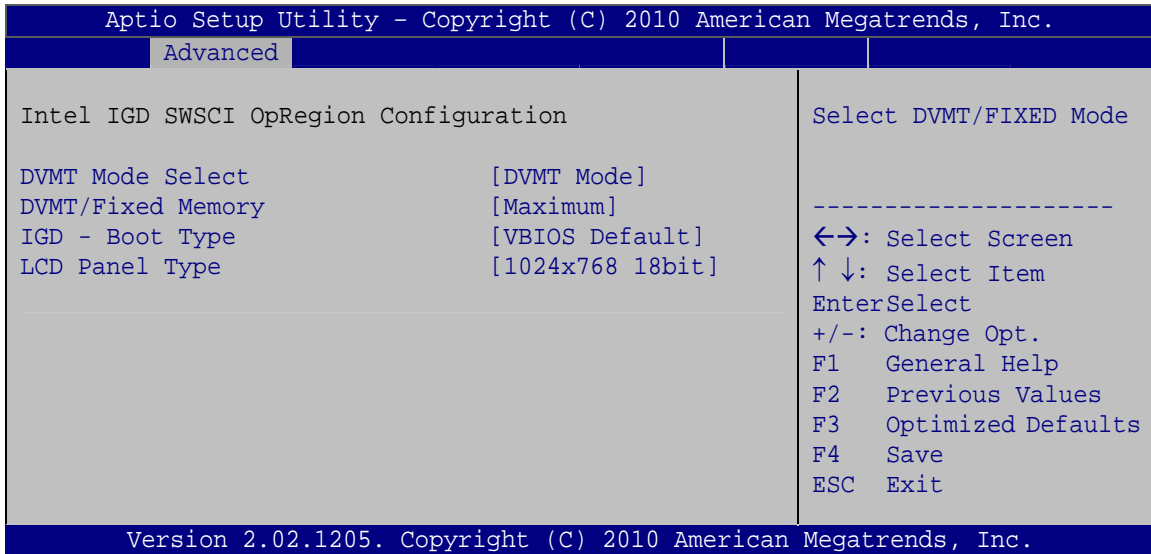 Aptio Setup Utility – Copyright (C) 2010 American Megatrends, Inc.
Advanced
Intel IGD SWSCI OpRegion Configuration
DVMT Mode Select [DVMT Mode]
DVMT/Fixed Memory [Maximum]
IGD - Boot Type [VBIOS Default]
LCD Panel Type [1024x768 18bit]
Select DVMT/FIXED Mode
---------------------
←→: Select Screen
↑ ↓: Select Item
EnterSelect
+/-: Change Opt.
F1 General Help
F2 Previous Values
F3 Optimized Defaults
F4 Save
ESC Exit
Version 2.02.1205. Copyright (C) 2010 American Megatrends, Inc.